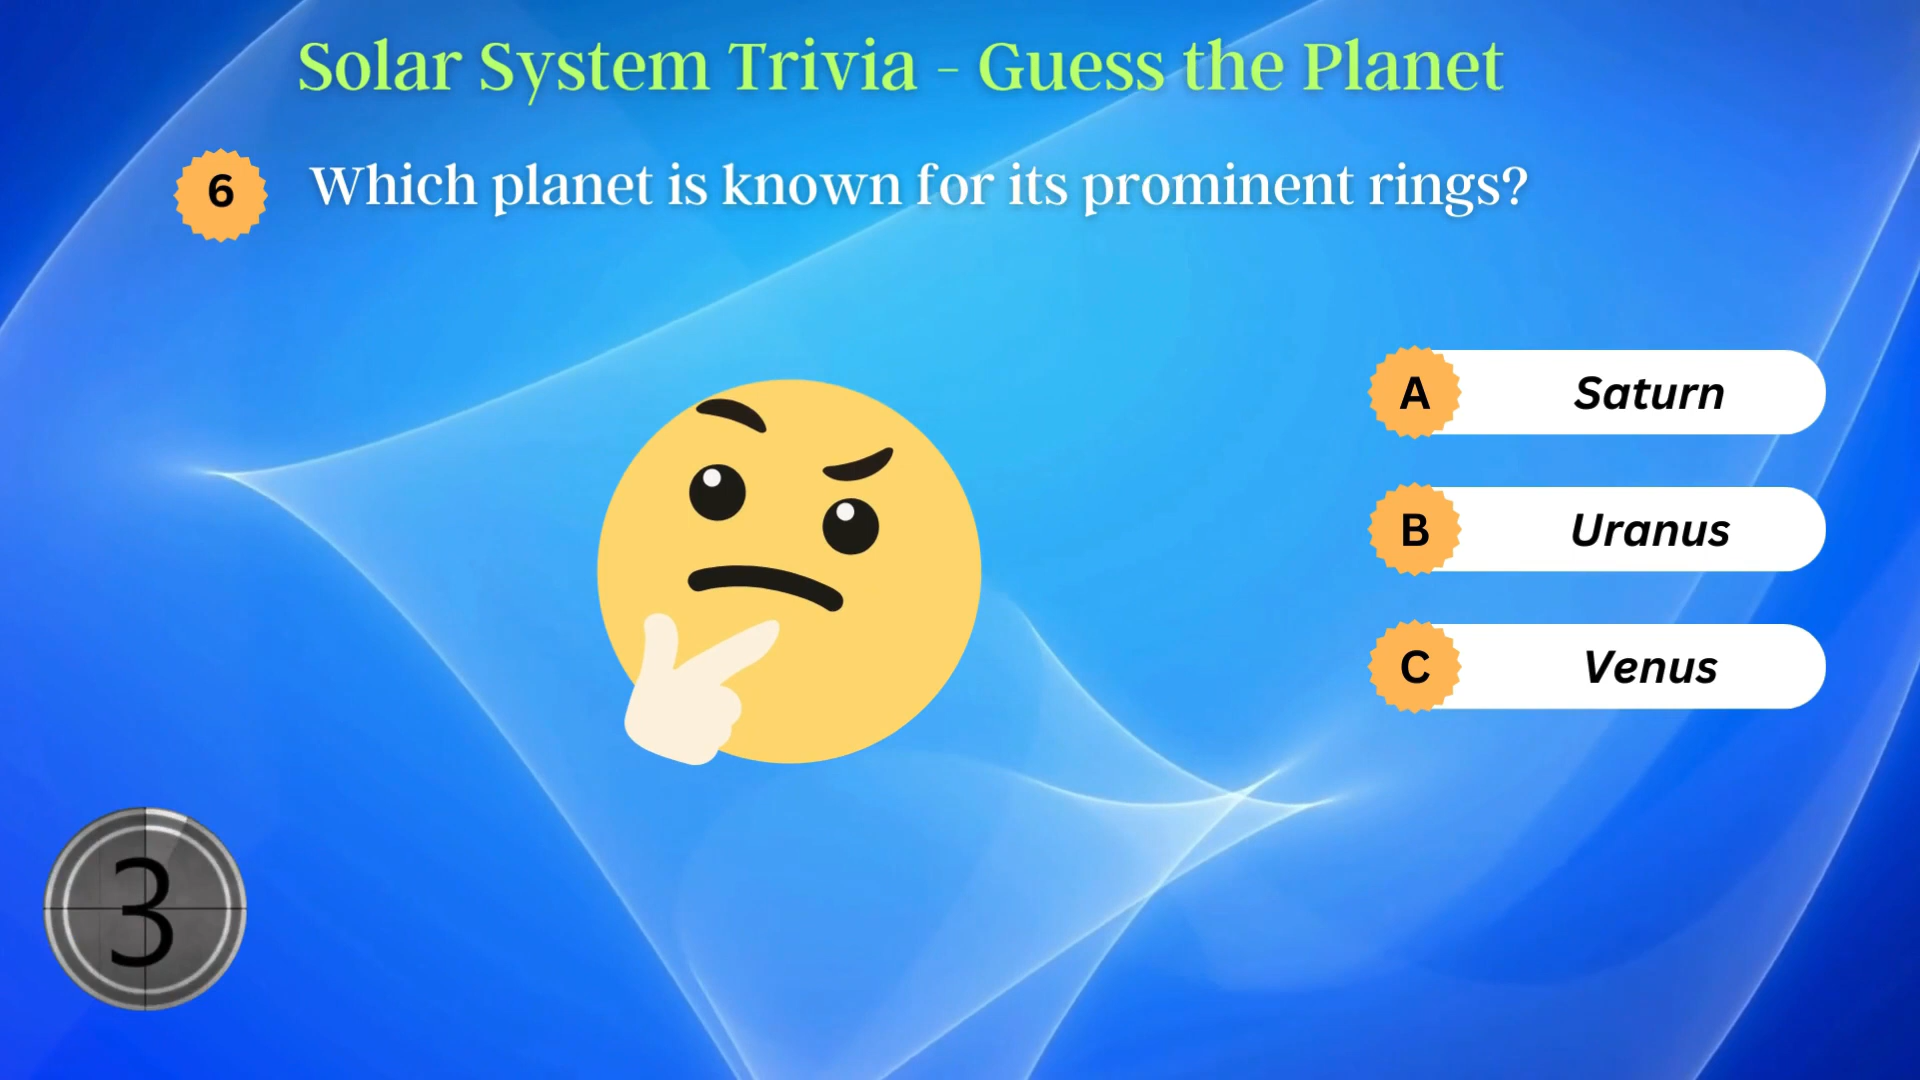 Solar System Trivia - Guess the Planet
6 Which planet is known for its prominent rings?
A Saturn
B Uranus
C Venus
3